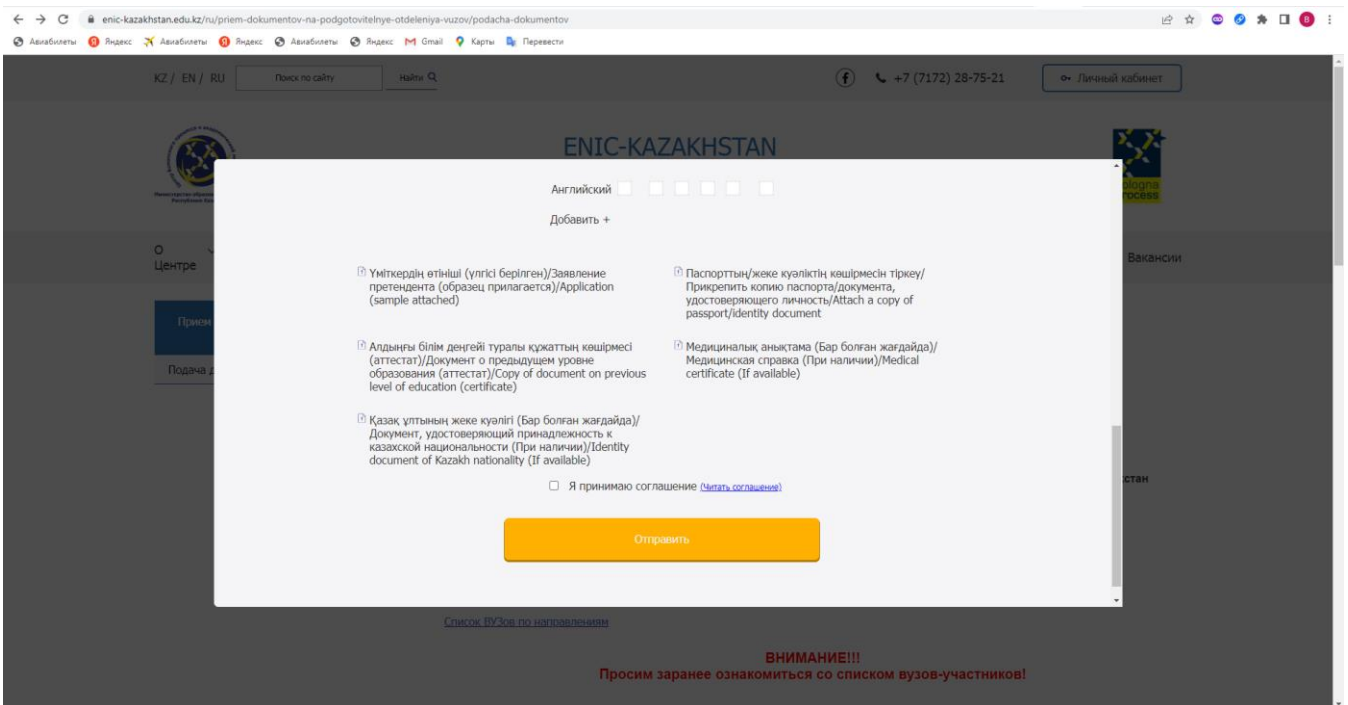 enic-kazakhstan.edu.kz/ru/priem-dokumentov-na-podgotovitelnye-otdeleniya-vuzov/podacha-dokumentov
Авиабилеты Яндекс Авиабилеты Яндекс Авиабилеты Яндекс Gmail Карты Перевести
KZ / EN / RU Поиск по сайту Найти +7 (7172) 28-75-21 Личный кабинет
ENIC-KAZAKHSTAN
Английский
Добавить +
О
Центре
Вакансии
Үміткердің өтініші (үлгісі берілген)/Заявление
претендента (образец прилагается)/Application
(sample attached)
Паспорттың/жеке куәліктің көшірмесін тіркеу/
Прикрепить копию паспорта/документа,
удостоверяющего личность/Attach a copy of
passport/identity document
Прием
Алдыңғы білім деңгейі туралы құжаттың көшірмесі
(аттестат)/Документ о предыдущем уровне
образования (аттестат)/Copy of document on previous
level of education (certificate)
Медициналық анықтама (Бар болған жағдайда)/
Медицинская справка (При наличии)/Medical
certificate (If available)
Подача д
Қазақ ұлтының жеке куәлігі (Бар болған жағдайда)/
Документ, удостоверяющий принадлежность к
казахской национальности (При наличии)/Identity
document of Kazakh nationality (If available)
Я принимаю соглашение (Читать соглашение)
стан
Отправить
Список ВУЗов по направлениям
ВНИМАНИЕ!!!
Просим заранее ознакомиться со списком вузов-участников!